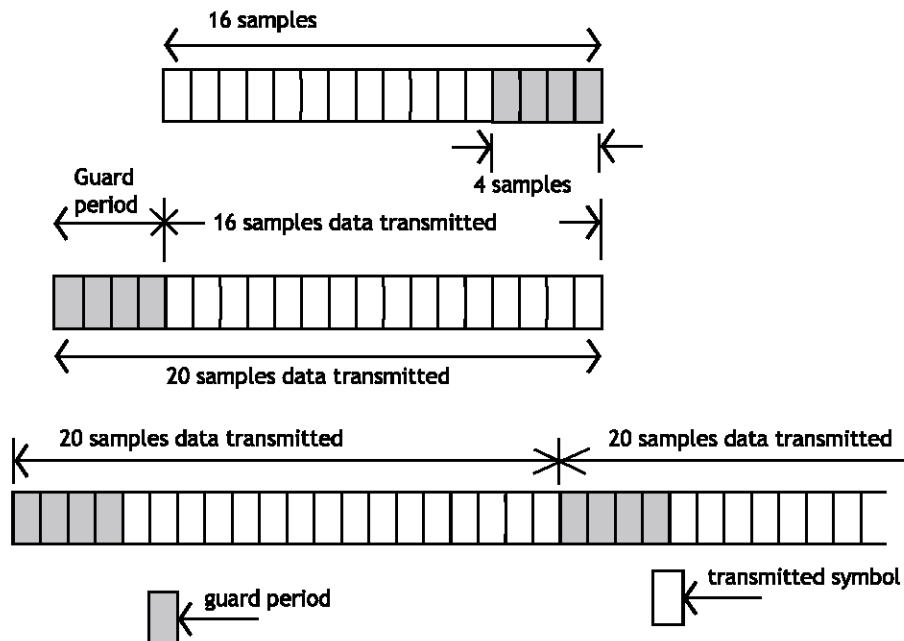 16 samples
4 samples
Guard
period
16 samples data transmitted
20 samples data transmitted
20 samples data transmitted
20 samples data transmitted
guard period
transmitted symbol